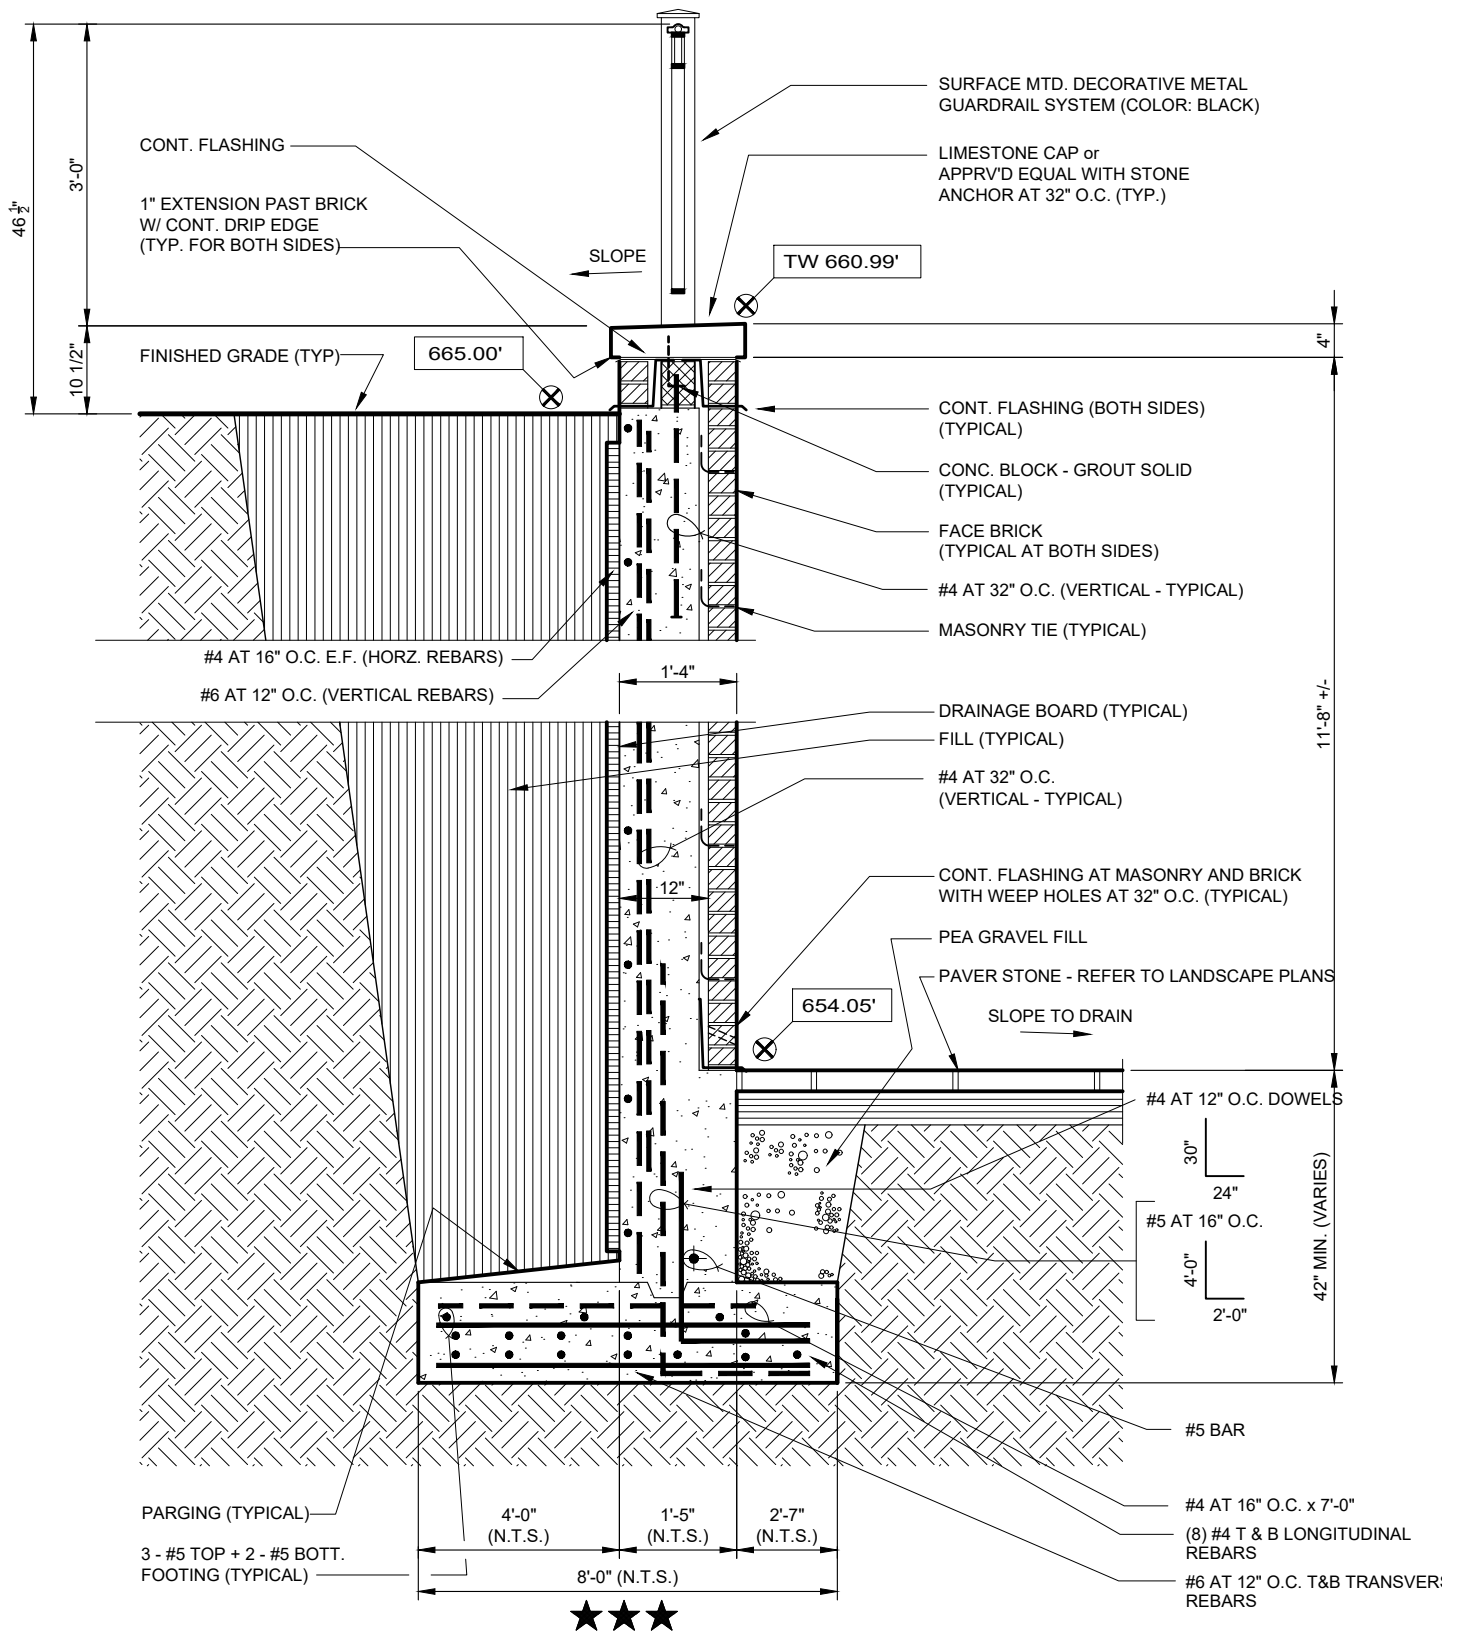 SURFACE MTD. DECORATIVE METAL
GUARDRAIL SYSTEM (COLOR: BLACK)
CONT. FLASHING
LIMESTONE CAP or
APPRV'D EQUAL WITH STONE
ANCHOR AT 32" O.C. (TYP.)
3'-0"
46 1/2"
1" EXTENSION PAST BRICK
W/ CONT. DRIP EDGE
(TYP. FOR BOTH SIDES)
SLOPE
TW 660.99'
10 1/2"
FINISHED GRADE (TYP)
665.00'
4"
CONT. FLASHING (BOTH SIDES)
(TYPICAL)
CONC. BLOCK - GROUT SOLID
(TYPICAL)
FACE BRICK
(TYPICAL AT BOTH SIDES)
#4 AT 32" O.C. (VERTICAL - TYPICAL)
MASONRY TIE (TYPICAL)
#4 AT 16" O.C. E.F. (HORZ. REBARS)
#6 AT 12" O.C. (VERTICAL REBARS)
1'-4"
11'-8" +/-
DRAINAGE BOARD (TYPICAL)
FILL (TYPICAL)
#4 AT 32" O.C.
(VERTICAL - TYPICAL)
12"
CONT. FLASHING AT MASONRY AND BRICK
WITH WEEP HOLES AT 32" O.C. (TYPICAL)
PEA GRAVEL FILL
PAVER STONE - REFER TO LANDSCAPE PLANS
654.05'
SLOPE TO DRAIN
#4 AT 12" O.C. DOWELS
30"
24"
#5 AT 16" O.C.
4'-0"
2'-0"
42" MIN. (VARIES)
#5 BAR
PARGING (TYPICAL)
3 - #5 TOP + 2 - #5 BOTT.
FOOTING (TYPICAL)
4'-0"
(N.T.S.)
1'-5"
(N.T.S.)
2'-7"
(N.T.S.)
8'-0" (N.T.S.)
#4 AT 16" O.C. x 7'-0"
(8) #4 T & B LONGITUDINAL
REBARS
#6 AT 12" O.C. T&B TRANSVER
REBARS